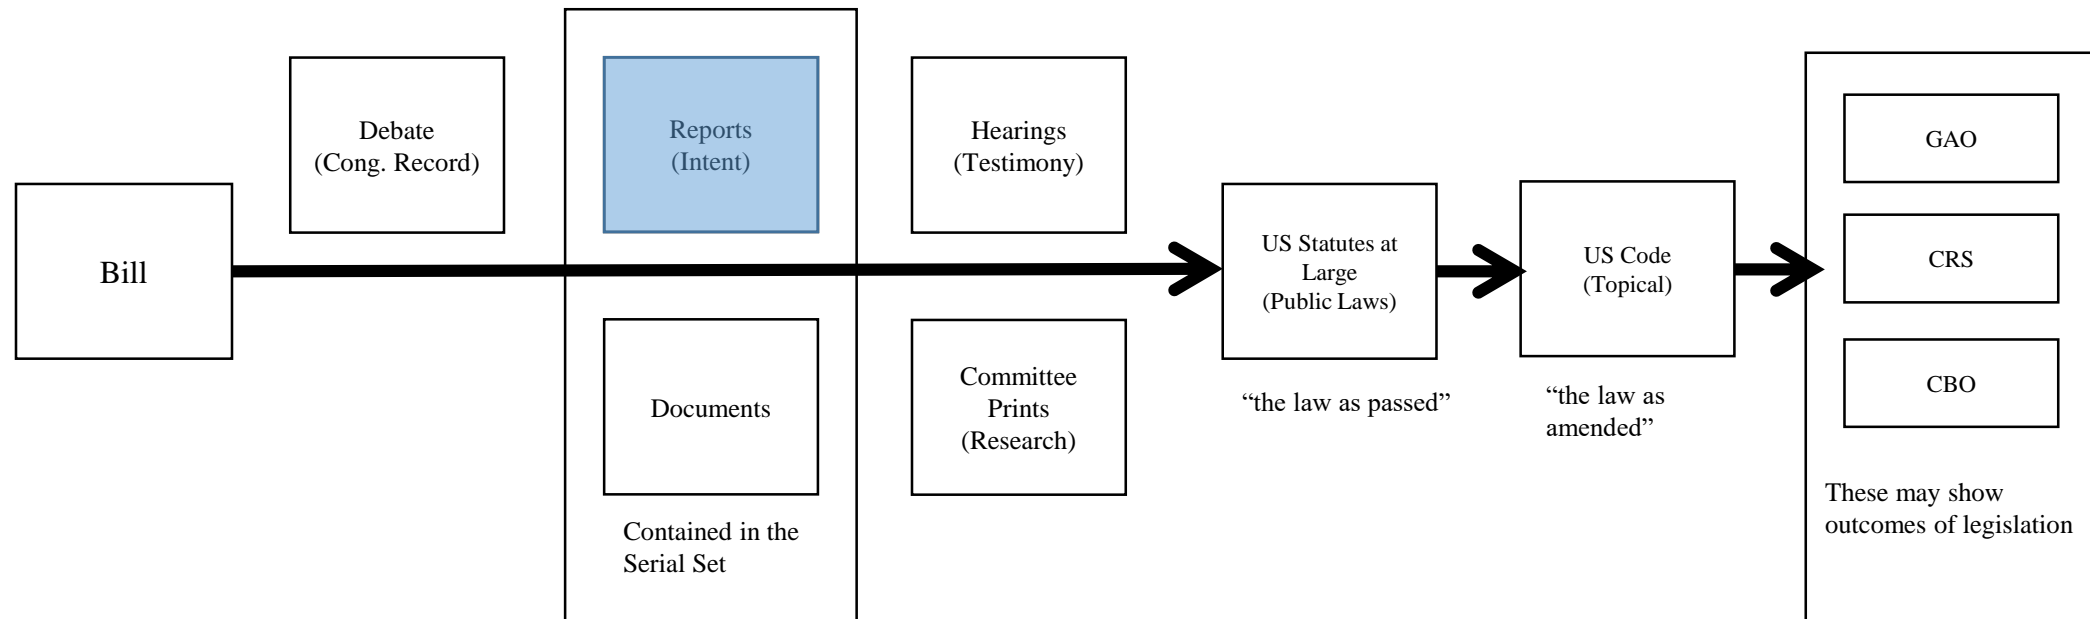 Bill
Debate
(Cong. Record)
Reports
(Intent)
Documents
Contained in the
Serial Set
Hearings
(Testimony)
Committee
Prints
(Research)
US Statutes at
Large
(Public Laws)
“the law as passed”
US Code
(Topical)
“the law as
amended”
GAO
CRS
CBO
These may show
outcomes of legislation